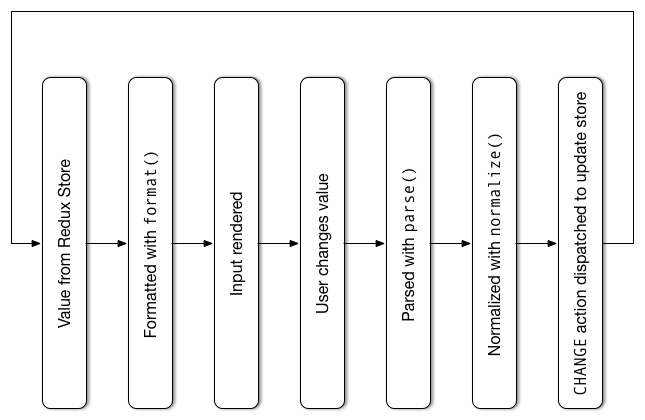 Value from Redux Store
Formatted with format()
Input rendered
User changes value
Parsed with parse()
Normalized with normalize()
CHANGE action dispatched to update store